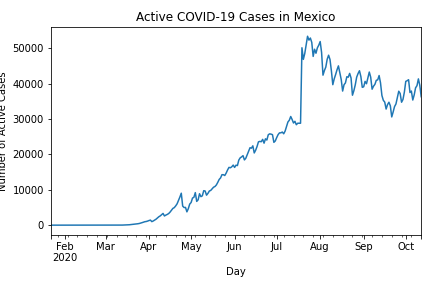 Active COVID-19 Cases in Mexico
Number of Active Cases
50000
40000
30000
20000
10000
0
Feb Mar Apr May Jun Jul Aug Sep Oct
2020
Day